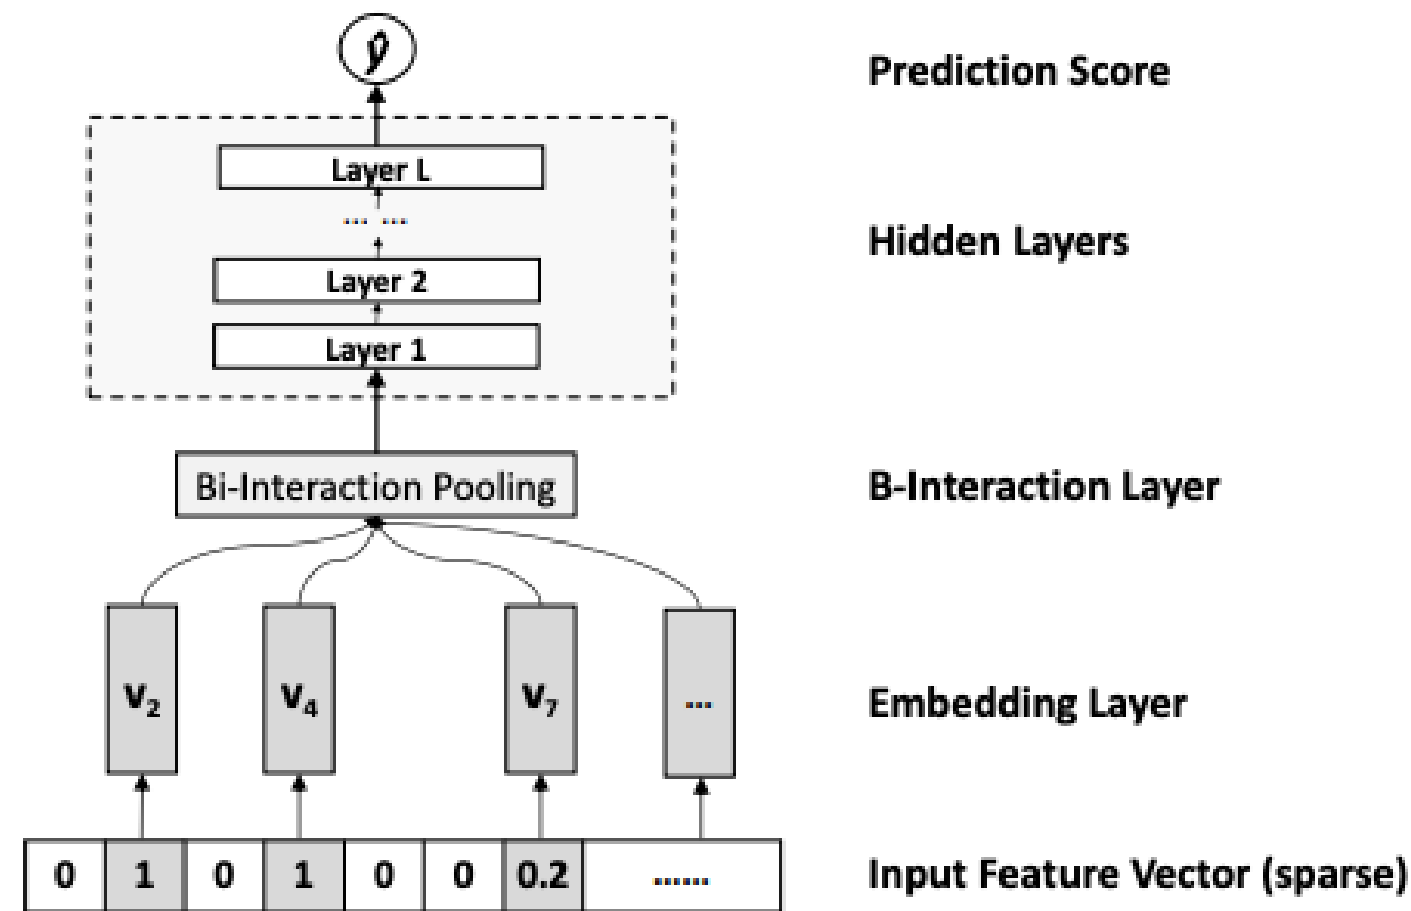 ŷ
Prediction Score
Layer L
... ...
Hidden Layers
Layer 2
Layer 1
Bi-Interaction Pooling
B-Interaction Layer
V₂ V₄ V₇ ...
Embedding Layer
0 1 0 1 0 0 0.2 ......
Input Feature Vector (sparse)